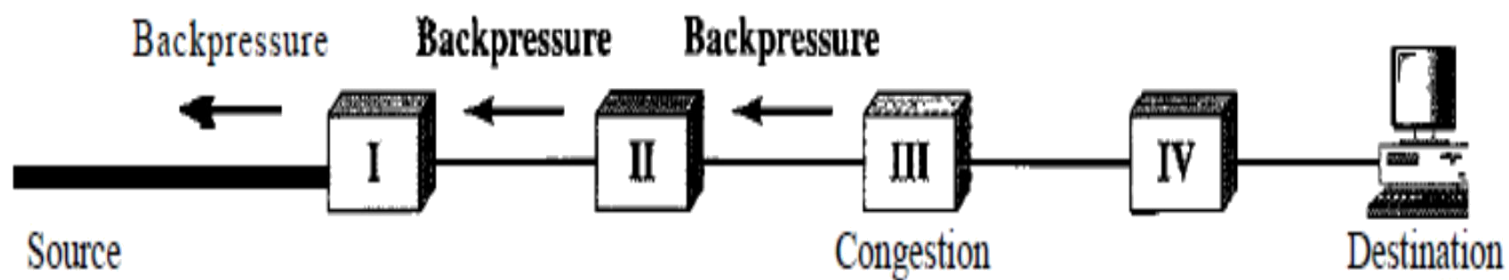 Backpressure Backpressure Backpressure
I II III IV
Source Congestion Destination